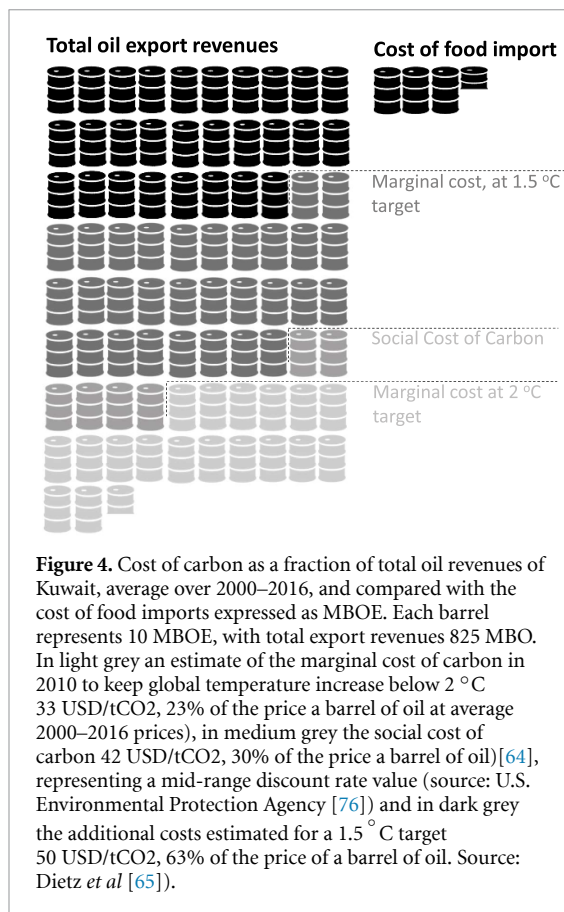 Total oil export revenues
Cost of food import
Marginal cost, at 1.5 °C
target
Social Cost of Carbon
Marginal cost at 2 °C
target
Figure 4. Cost of carbon as a fraction of total oil revenues of
Kuwait, average over 2000–2016, and compared with the
cost of food imports expressed as MBOE. Each barrel
represents 10 MBOE, with total export revenues 825 MBO.
In light grey an estimate of the marginal cost of carbon in
2010 to keep global temperature increase below 2 °C
33 USD/tCO2, 23% of the price a barrel of oil at average
2000–2016 prices), in medium grey the social cost of
carbon 42 USD/tCO2, 30% of the price a barrel of oil)[64],
representing a mid-range discount rate value (source: U.S.
Environmental Protection Agency [76]) and in dark grey
the additional costs estimated for a 1.5 °C target
50 USD/tCO2, 63% of the price of a barrel of oil. Source:
Dietz et al [65]).